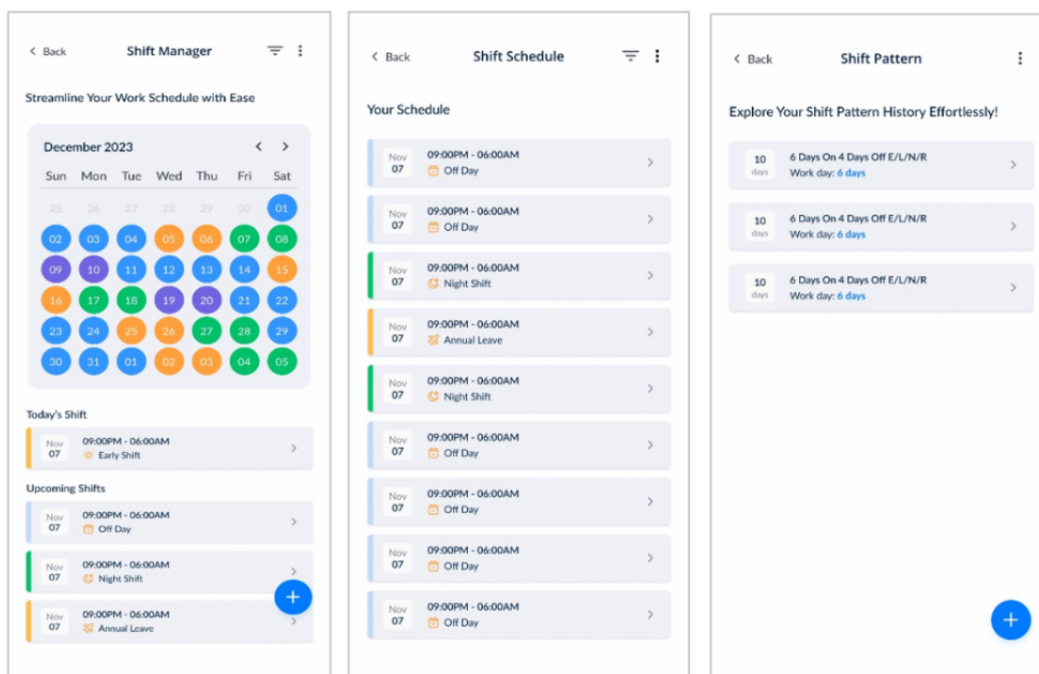 Back Shift Manager
Streamline Your Work Schedule with Ease
December 2023
Sun Mon Tue Wed Thu Fri Sat
25 26 27 28 29 30 01
02 03 04 05 06 07 08
09 10 11 12 13 14 15
16 17 18 19 20 21 22
23 24 25 26 27 28 29
30 31 01 02 03 04 05
Today's Shift
Nov 09:00PM - 06:00AM
07 Early Shift
Upcoming Shifts
Nov 09:00PM - 06:00AM
07 Off Day
Nov 09:00PM - 06:00AM
07 Night Shift
Nov 09:00PM - 06:00AM
07 Annual Leave
Back Shift Schedule
Your Schedule
Nov 09:00PM - 06:00AM
07 Off Day
Nov 09:00PM - 06:00AM
07 Off Day
Nov 09:00PM - 06:00AM
07 Night Shift
Nov 09:00PM - 06:00AM
07 Annual Leave
Nov 09:00PM - 06:00AM
07 Night Shift
Nov 09:00PM - 06:00AM
07 Off Day
Nov 09:00PM - 06:00AM
07 Off Day
Nov 09:00PM - 06:00AM
07 Off Day
Nov 09:00PM - 06:00AM
07 Off Day
Back Shift Pattern
Explore Your Shift Pattern History Effortlessly!
10 6 Days On 4 Days Off E/L/N/R
days Work day: 6 days
10 6 Days On 4 Days Off E/L/N/R
days Work day: 6 days
10 6 Days On 4 Days Off E/L/N/R
days Work day: 6 days